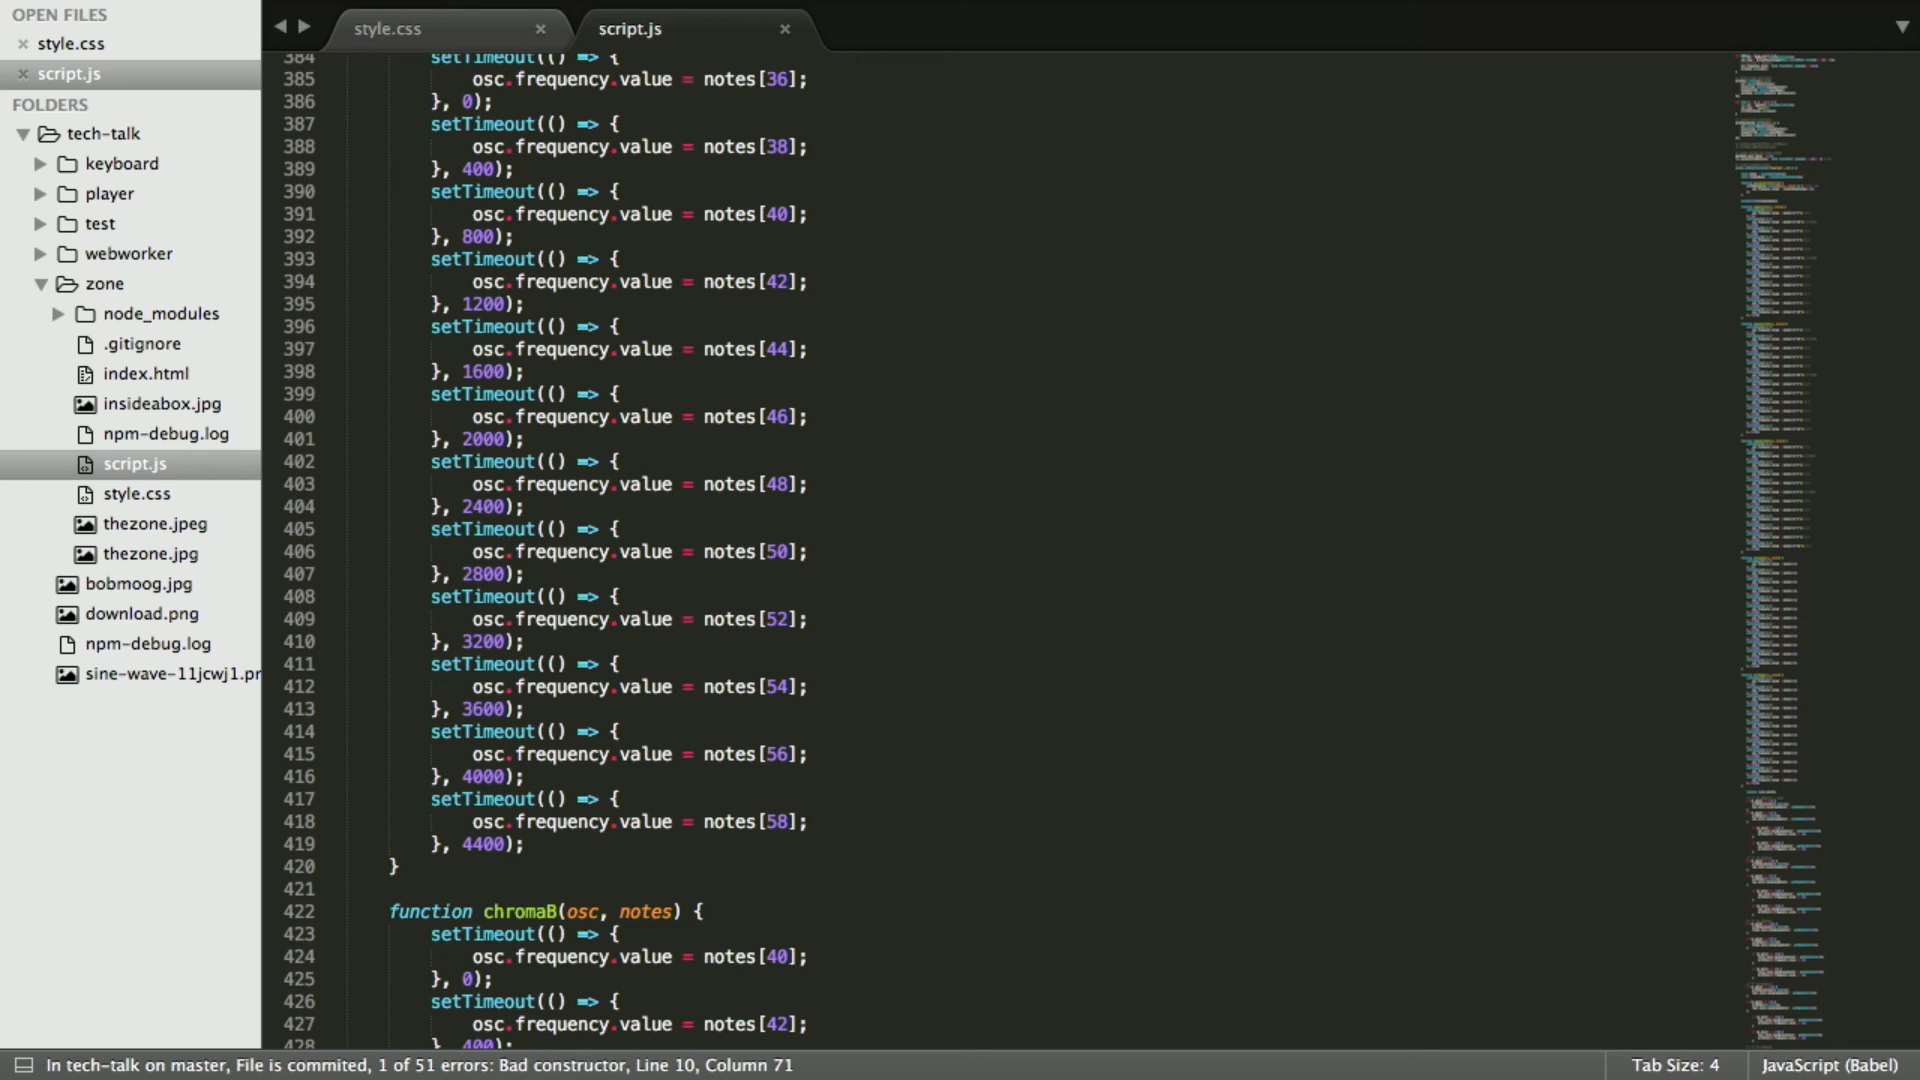 OPEN FILES
style.css
script.js
FOLDERS
tech-talk
keyboard
player
test
webworker
zone
node_modules
.gitignore
index.html
insideabox.jpg
npm-debug.log
script.js
style.css
thezone.jpeg
thezone.jpg
bobmoog.jpg
download.png
npm-debug.log
sine-wave-11jcwj1.pr
style.css
script.js
384 setTimeout(() => {
385 osc.frequency.value = notes[36];
386 }, 0);
387 setTimeout(() => {
388 osc.frequency.value = notes[38];
389 }, 400);
390 setTimeout(() => {
391 osc.frequency.value = notes[40];
392 }, 800);
393 setTimeout(() => {
394 osc.frequency.value = notes[42];
395 }, 1200);
396 setTimeout(() => {
397 osc.frequency.value = notes[44];
398 }, 1600);
399 setTimeout(() => {
400 osc.frequency.value = notes[46];
401 }, 2000);
402 setTimeout(() => {
403 osc.frequency.value = notes[48];
404 }, 2400);
405 setTimeout(() => {
406 osc.frequency.value = notes[50];
407 }, 2800);
408 setTimeout(() => {
409 osc.frequency.value = notes[52];
410 }, 3200);
411 setTimeout(() => {
412 osc.frequency.value = notes[54];
413 }, 3600);
414 setTimeout(() => {
415 osc.frequency.value = notes[56];
416 }, 4000);
417 setTimeout(() => {
418 osc.frequency.value = notes[58];
419 }, 4400);
420 }
421
422 function chromaB(osc, notes) {
423 setTimeout(() => {
424 osc.frequency.value = notes[40];
425 }, 0);
426 setTimeout(() => {
427 osc.frequency.value = notes[42];
428 }, 400);
In tech-talk on master, File is commited, 1 of 51 errors: Bad constructor, Line 10, Column 71
Tab Size: 4
JavaScript (Babel)